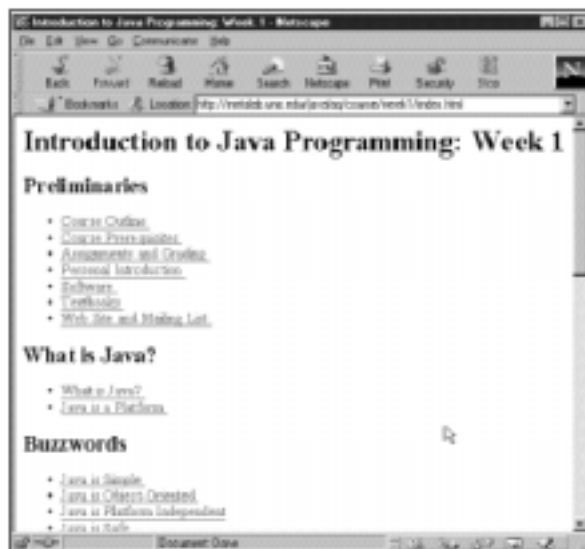 Introduction to Java Programming: Week 1 - Netscape
File Edit View Go Communicator Help
Back Forward Reload Home Search Netscape Print Security Stop
Bookmarks Location: http://metalab.unc.edu/javafaq/course/week1/index.html
Introduction to Java Programming: Week 1
Preliminaries
Course Outline
Course Prerequisites
Assignments and Grading
Personal Introduction
Software
Textbooks
Web Site and Mailing List
What is Java?
What is Java?
Java is a Platform
Buzzwords
Java is Simple
Java is Object Oriented
Java is Platform Independent
Java is Safe
Document Done